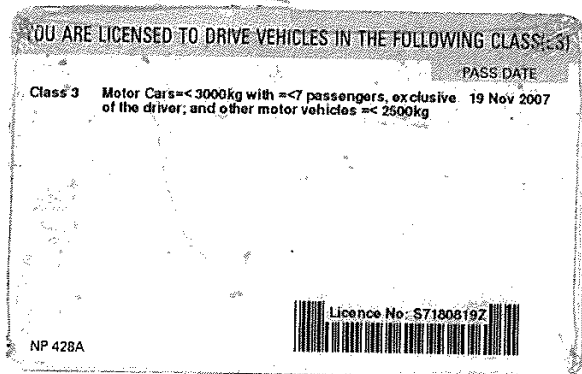 YOU ARE LICENSED TO DRIVE VEHICLES IN THE FOLLOWING CLASS(ES)
PASS DATE
Class 3 Motor Cars=< 3000kg with =<7 passengers, exclusive 19 Nov 2007
of the driver; and other motor vehicles =< 2500kg
Licence No: S7180819Z
NP 428A